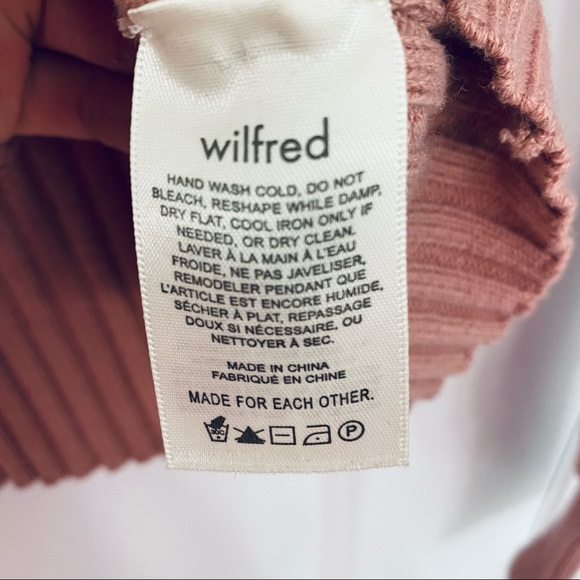 wilfred
HAND WASH COLD, DO NOT
BLEACH, RESHAPE WHILE DAMP,
DRY FLAT, COOL IRON ONLY IF
NEEDED, OR DRY CLEAN.
LAVER À LA MAIN À L'EAU
FROIDE, NE PAS JAVELISER,
REMODELER PENDANT QUE
L'ARTICLE EST ENCORE HUMIDE,
SÉCHER À PLAT, REPASSAGE
DOUX SI NÉCESSAIRE, OU
NETTOYER À SEC.
MADE IN CHINA
FABRIQUÉ EN CHINE
MADE FOR EACH OTHER.
30C P